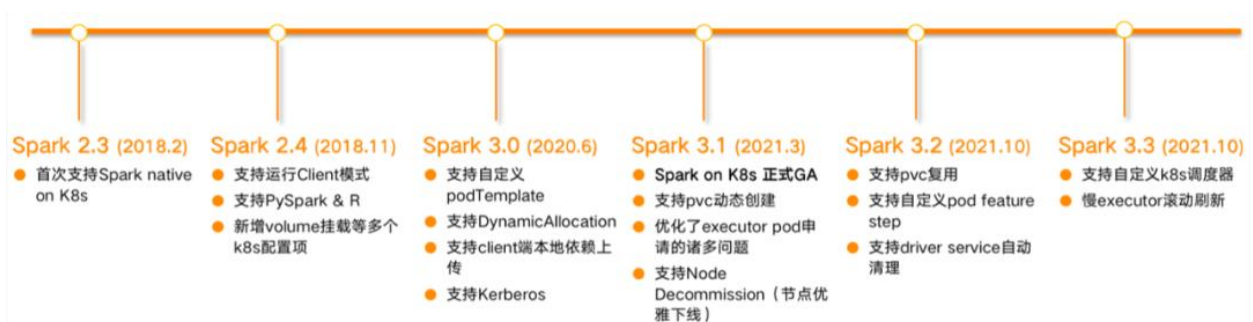 Spark 2.3 (2018.2)
首次支持Spark native
on K8s
Spark 2.4 (2018.11)
支持运行Client模式
支持PySpark & R
新增volume挂载等多个
k8s配置项
Spark 3.0 (2020.6)
支持自定义
podTemplate
支持DynamicAllocation
支持client端本地依赖上
传
支持Kerberos
Spark 3.1 (2021.3)
Spark on K8s 正式GA
支持pvc动态创建
优化了executor pod申
请的诸多问题
支持Node
Decommission（节点优
雅下线）
Spark 3.2 (2021.10)
支持pvc复用
支持自定义pod feature
step
支持driver service自动
清理
Spark 3.3 (2021.10)
支持自定义k8s调度器
慢executor滚动刷新